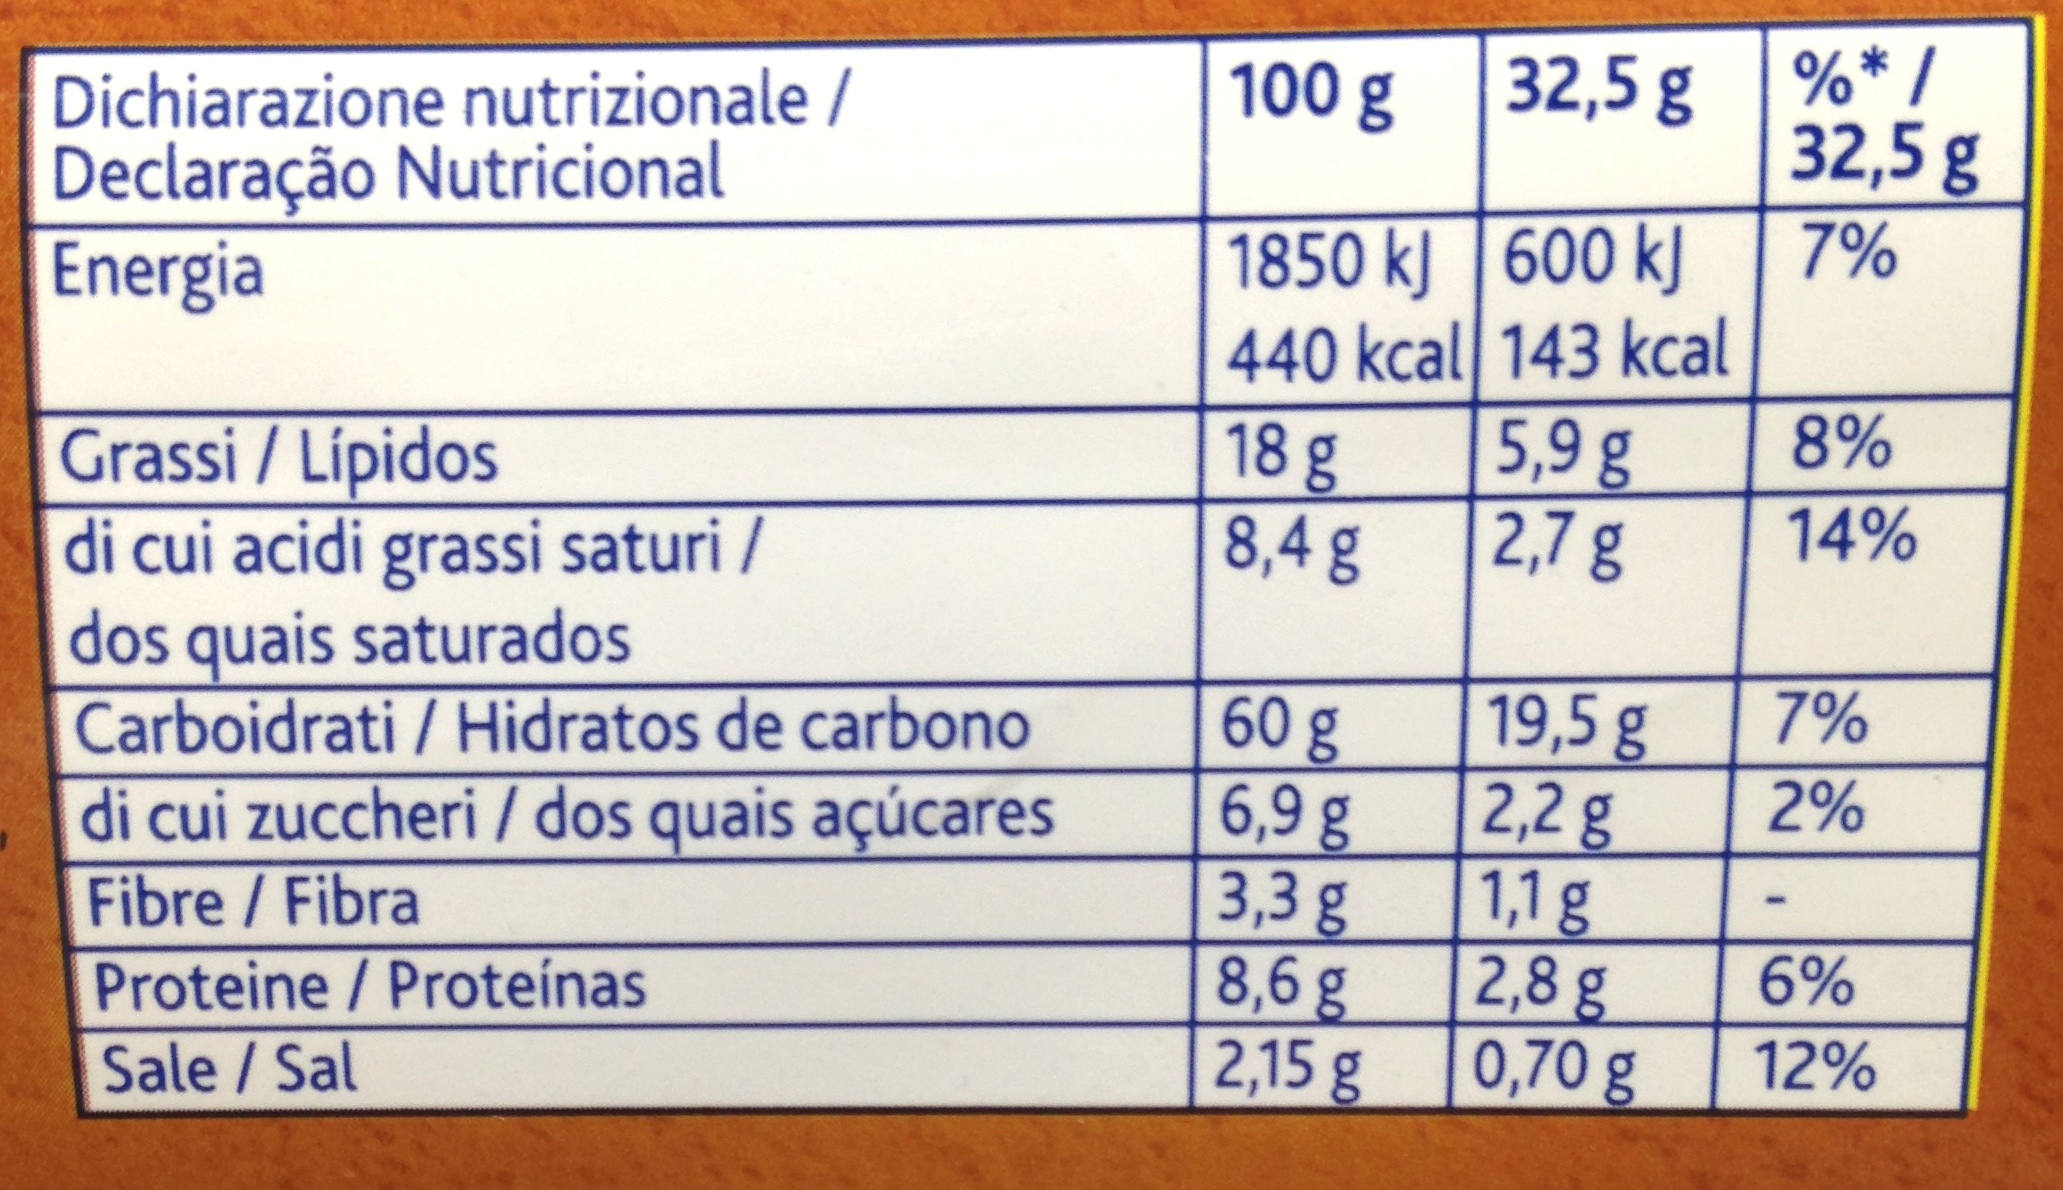 Dichiarazione nutrizionale / 100 g 32,5 g %* /
Declaração Nutricional 32,5 g
Energia 1850 kJ 600 kJ 7%
440 kcal 143 kcal
Grassi / Lípidos 18 g 5,9 g 8%
di cui acidi grassi saturi / 8,4 g 2,7 g 14%
dos quais saturados
Carboidrati / Hidratos de carbono 60 g 19,5 g 7%
di cui zuccheri / dos quais açúcares 6,9 g 2,2 g 2%
Fibre / Fibra 3,3 g 1,1 g -
Proteine / Proteínas 8,6 g 2,8 g 6%
Sale / Sal 2,15 g 0,70 g 12%